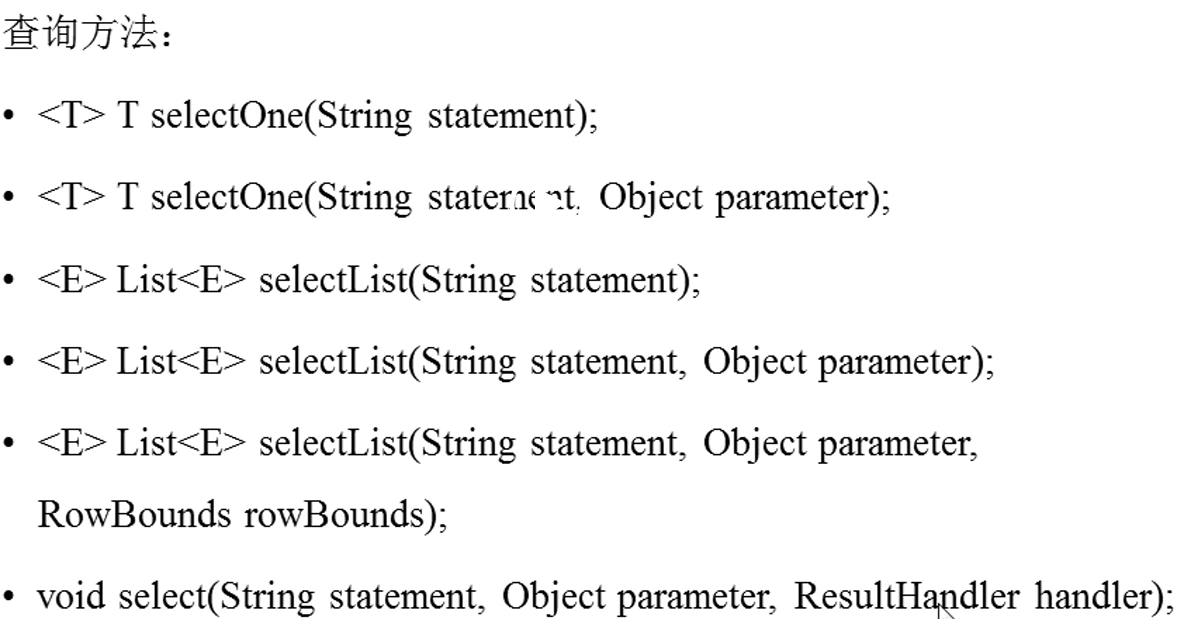 查询方法：
• <T> T selectOne(String statement);
• <T> T selectOne(String statement, Object parameter);
• <E> List<E> selectList(String statement);
• <E> List<E> selectList(String statement, Object parameter);
• <E> List<E> selectList(String statement, Object parameter,
RowBounds rowBounds);
• void select(String statement, Object parameter, ResultHandler handler);